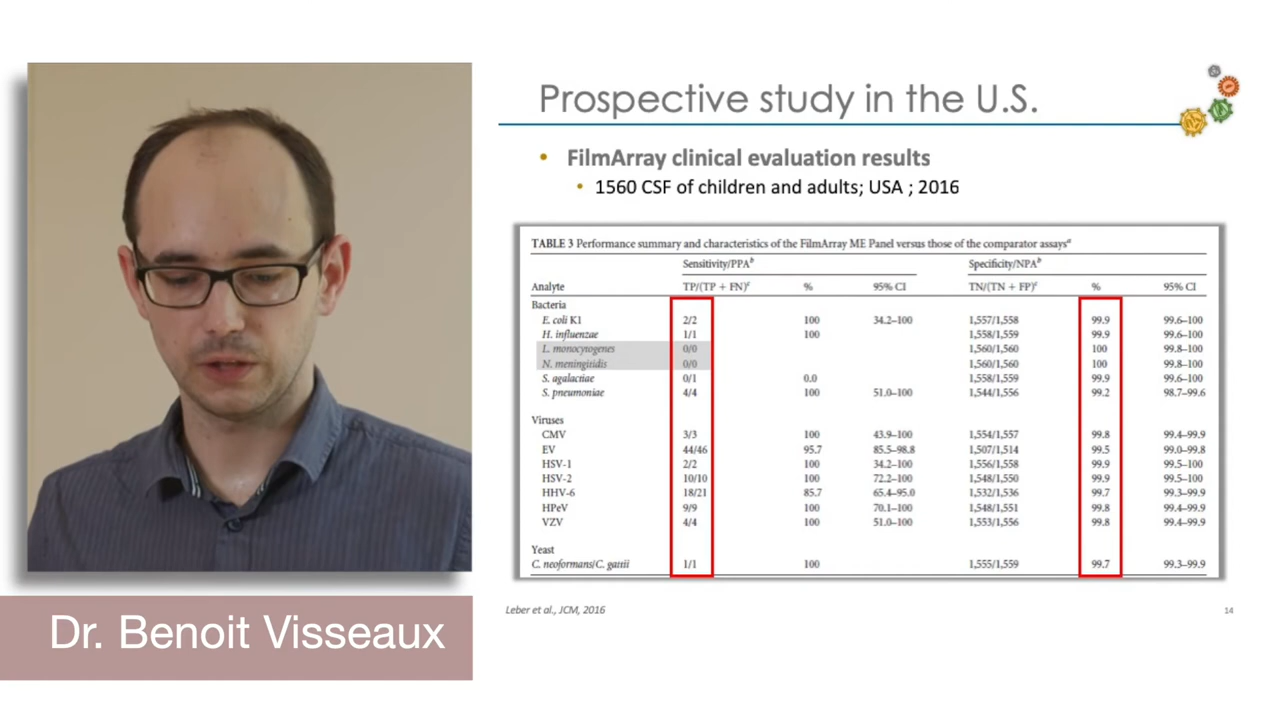 Prospective study in the U.S.
• FilmArray clinical evaluation results
• 1560 CSF of children and adults; USA ; 2016
TABLE 3 Performance summary and characteristics of the FilmArray ME Panel versus those of the comparator assays^a
Sensitivity/PPA^b Specificity/NPA^b
Analyte TP/(TP + FN)^c % 95% CI TN/(TN + FP)^c % 95% CI
Bacteria
E. coli K1 2/2 100 34.2–100 1,557/1,558 99.9 99.6–100
H. influenzae 1/1 100 1,558/1,559 99.9 99.6–100
L. monocytogenes 0/0 1,560/1,560 100 99.8–100
N. meningitidis 0/0 1,560/1,560 100 99.8–100
S. agalactiae 0/1 0.0 1,558/1,559 99.9 99.6–100
S. pneumoniae 4/4 100 51.0–100 1,544/1,556 99.2 98.7–99.6
Viruses
CMV 3/3 100 43.9–100 1,554/1,557 99.8 99.4–99.9
EV 44/46 95.7 85.5–98.8 1,507/1,514 99.5 99.0–99.8
HSV-1 2/2 100 34.2–100 1,556/1,558 99.9 99.5–100
HSV-2 10/10 100 72.2–100 1,548/1,550 99.9 99.5–100
HHV-6 18/21 85.7 65.4–95.0 1,532/1,536 99.7 99.3–99.9
HPeV 9/9 100 70.1–100 1,548/1,551 99.8 99.4–99.9
VZV 4/4 100 51.0–100 1,553/1,556 99.8 99.4–99.9
Yeast
C. neoformans/C. gattii 1/1 100 1,555/1,559 99.7 99.3–99.9
Leber et al., JCM, 2016
14
Dr. Benoit Visseaux